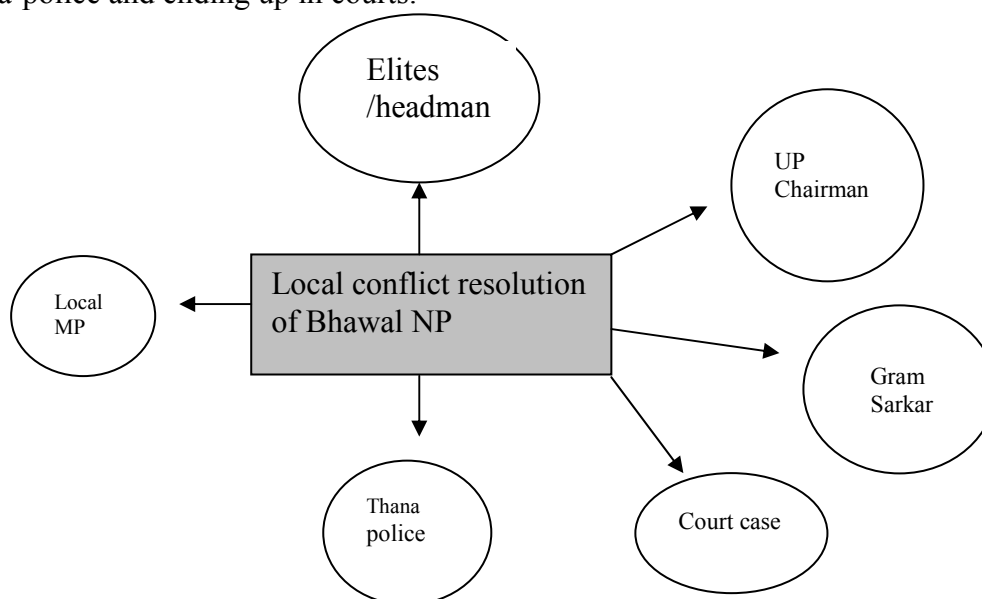 a-police and ending up in courts.
Elites
/headman
UP
Chairman
Local conflict resolution
of Bhawal NP
Local
MP
Gram
Sarkar
Thana
police
Court case